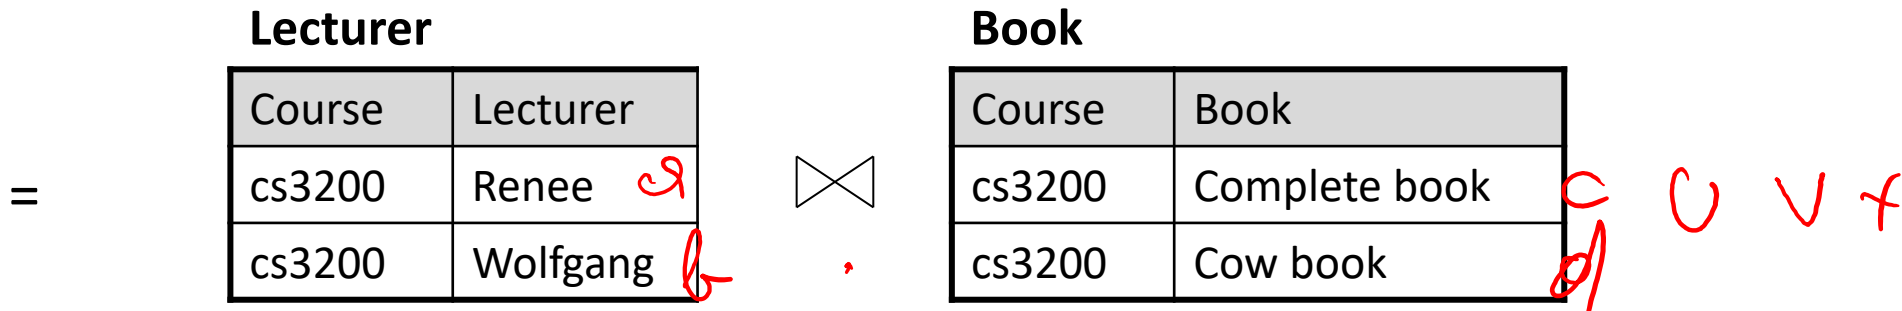 Lecturer Book
Course Lecturer Course Book
= cs3200 Renee a ⋈ cs3200 Complete book c ∪ ∨ +
cs3200 Wolfgang b · cs3200 Cow book d